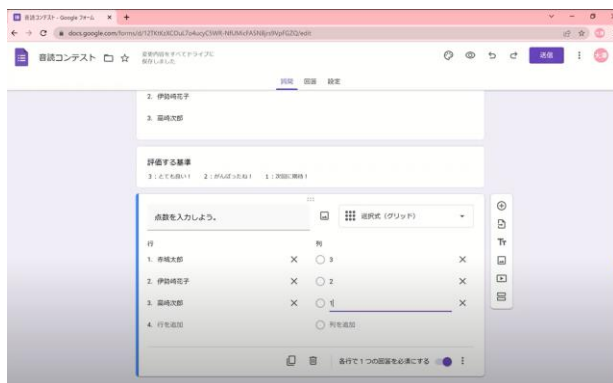 音読コンテスト - Google フォーム
docs.google.com/forms/d/
/edit
音読コンテスト
変更内容をすべてドライブに
保存しました
送信
質問 回答 設定
2. 伊勢崎花子
3. 高崎次郎
評価する基準
3：とても良い！ 2：がんばったね！ 1：次回に期待！
点数を入力しよう。
選択式（グリッド）
行 列
1. 赤城太郎 3
2. 伊勢崎花子 2
3. 高崎次郎 1
4. 行を追加 列を追加
各行で 1 つの回答を必須にする
Tт